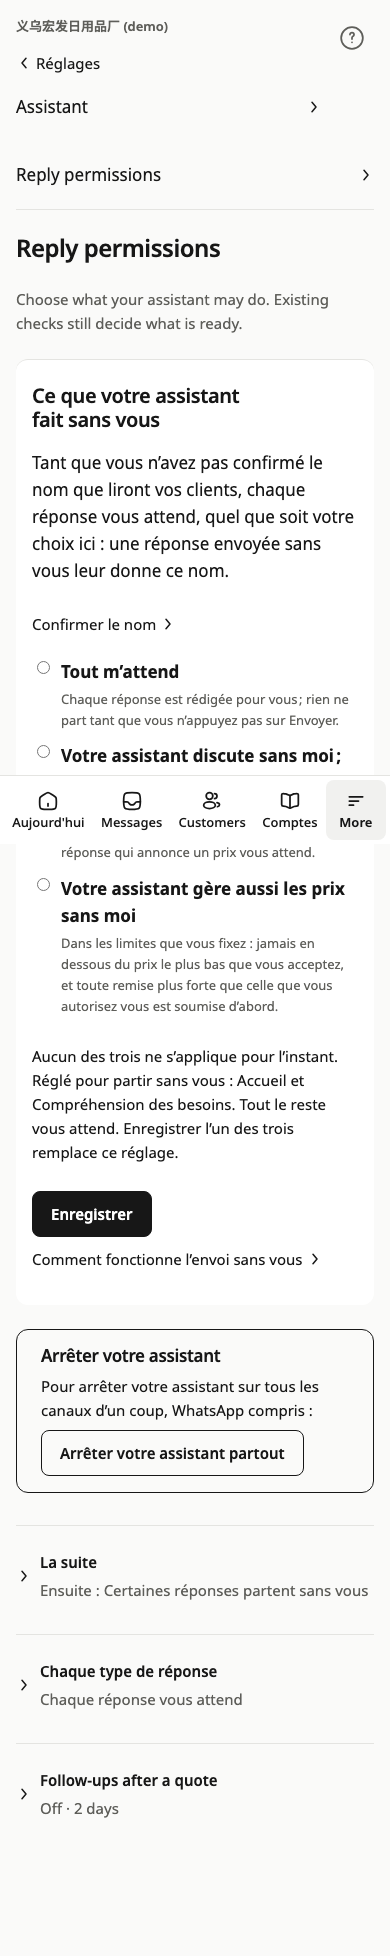 义乌宏发日用品厂 (demo)
Réglages
Assistant
Reply permissions
Reply permissions
Choose what your assistant may do. Existing
checks still decide what is ready.
Ce que votre assistant
fait sans vous
Tant que vous n’avez pas confirmé le
nom que liront vos clients, chaque
réponse vous attend, quel que soit votre
choix ici : une réponse envoyée sans
vous leur donne ce nom.
Confirmer le nom
Tout m’attend
Chaque réponse est rédigée pour vous ; rien ne
part tant que vous n’appuyez pas sur Envoyer.
Votre assistant discute sans moi ;
Aujourd'hui
Messages
Customers
Comptes
More
réponse qui annonce un prix vous attend.
Votre assistant gère aussi les prix
sans moi
Dans les limites que vous fixez : jamais en
dessous du prix le plus bas que vous acceptez,
et toute remise plus forte que celle que vous
autorisez vous est soumise d’abord.
Aucun des trois ne s’applique pour l’instant.
Réglé pour partir sans vous : Accueil et
Compréhension des besoins. Tout le reste
vous attend. Enregistrer l’un des trois
remplace ce réglage.
Enregistrer
Comment fonctionne l’envoi sans vous
Arrêter votre assistant
Pour arrêter votre assistant sur tous les
canaux d’un coup, WhatsApp compris :
Arrêter votre assistant partout
La suite
Ensuite : Certaines réponses partent sans vous
Chaque type de réponse
Chaque réponse vous attend
Follow-ups after a quote
Off · 2 days